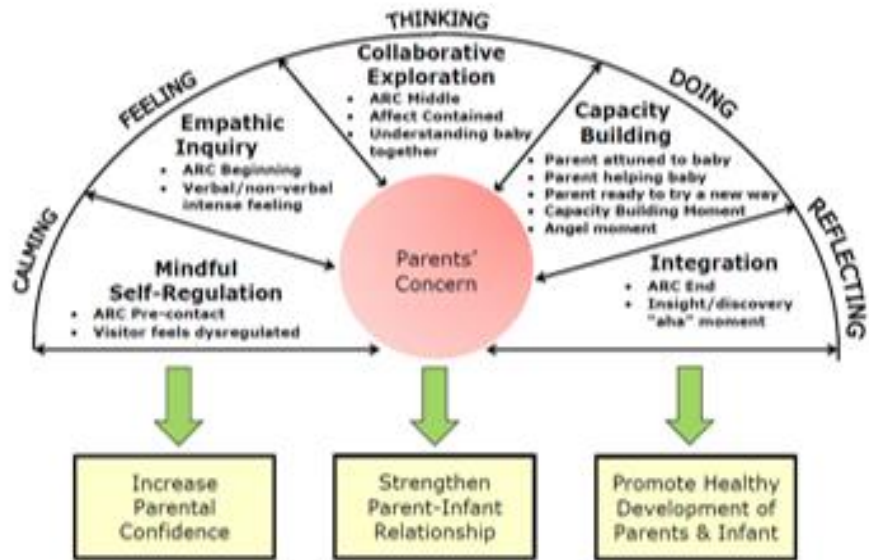 THINKING
FEELING
DOING
CALMING
REFLECTING
Collaborative
Exploration
• ARC Middle
• Affect Contained
• Understanding baby
together
Empathic
Inquiry
• ARC Beginning
• Verbal/non-verbal
intense feeling
Capacity
Building
• Parent attuned to baby
• Parent helping baby
• Parent ready to try a new way
• Capacity Building Moment
• Angel moment
Mindful
Self-Regulation
• ARC Pre-contact
• Visitor feels dysregulated
Parents'
Concern
Integration
• ARC End
• Insight/discovery
"aha" moment
Increase
Parental
Confidence
Strengthen
Parent-Infant
Relationship
Promote Healthy
Development of
Parents & Infant